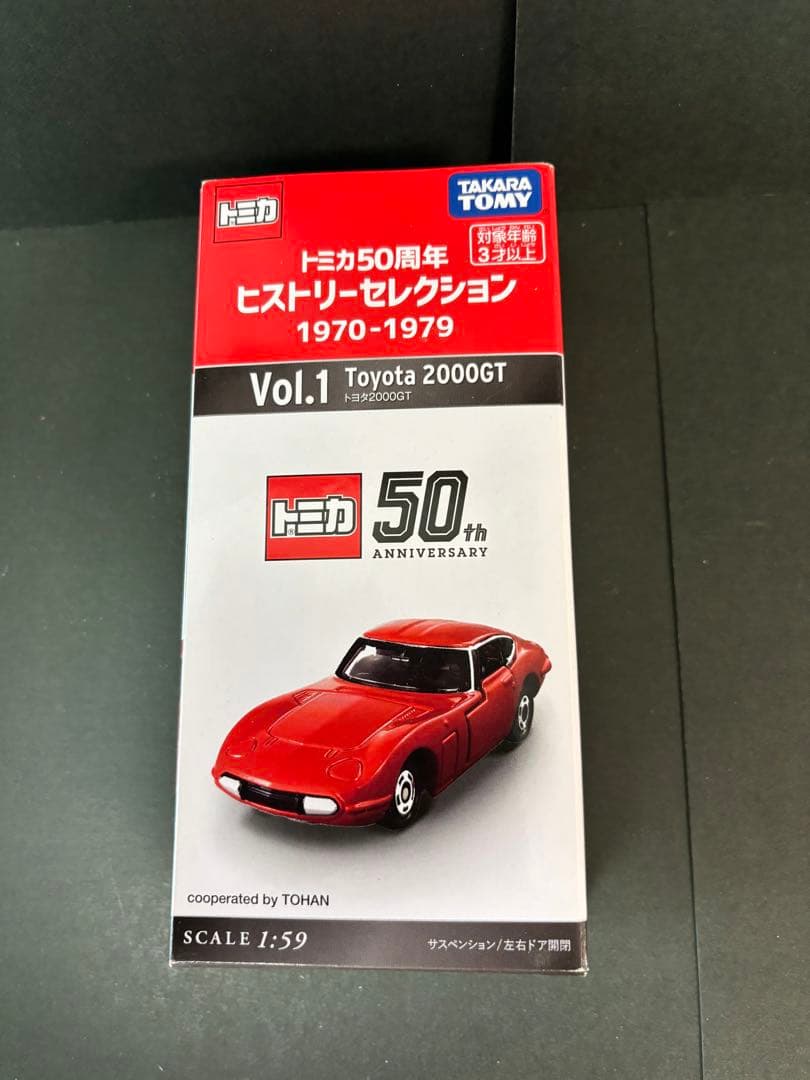 トミカ
TAKARA
TOMY
対象年齢
3才以上
トミカ50周年
ヒストリーセレクション
1970-1979
Vol.1 Toyota 2000GT
トヨタ2000GT
トミカ
50th
ANNIVERSARY
cooperated by TOHAN
SCALE 1:59
サスペンション/左右ドア開閉